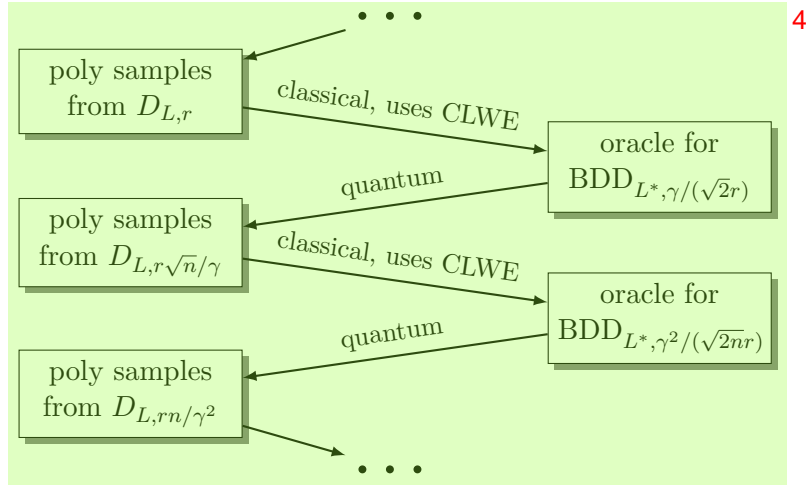 • • •
4
poly samples
from D_{L,r}
classical, uses CLWE
oracle for
BDD_{L*,γ/(√2r)}
quantum
poly samples
from D_{L,r√n/γ}
classical, uses CLWE
oracle for
BDD_{L*,γ²/(√2nr)}
quantum
poly samples
from D_{L,rn/γ²}
• • •